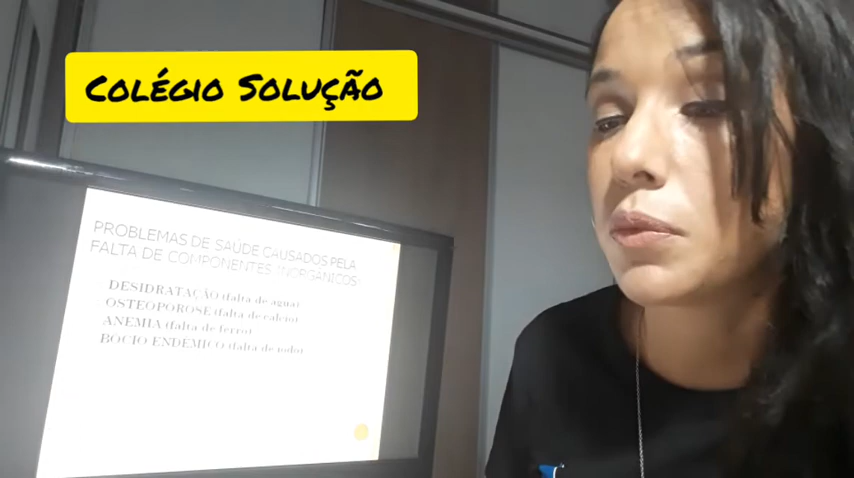 Colégio Solução
PROBLEMAS DE SAÚDE CAUSADOS PELA
FALTA DE COMPONENTES INORGÂNICOS
DESIDRATAÇÃO (falta de água)
OSTEOPOROSE (falta de cálcio)
ANEMIA (falta de ferro)
BÓCIO ENDÊMICO (falta de iodo)